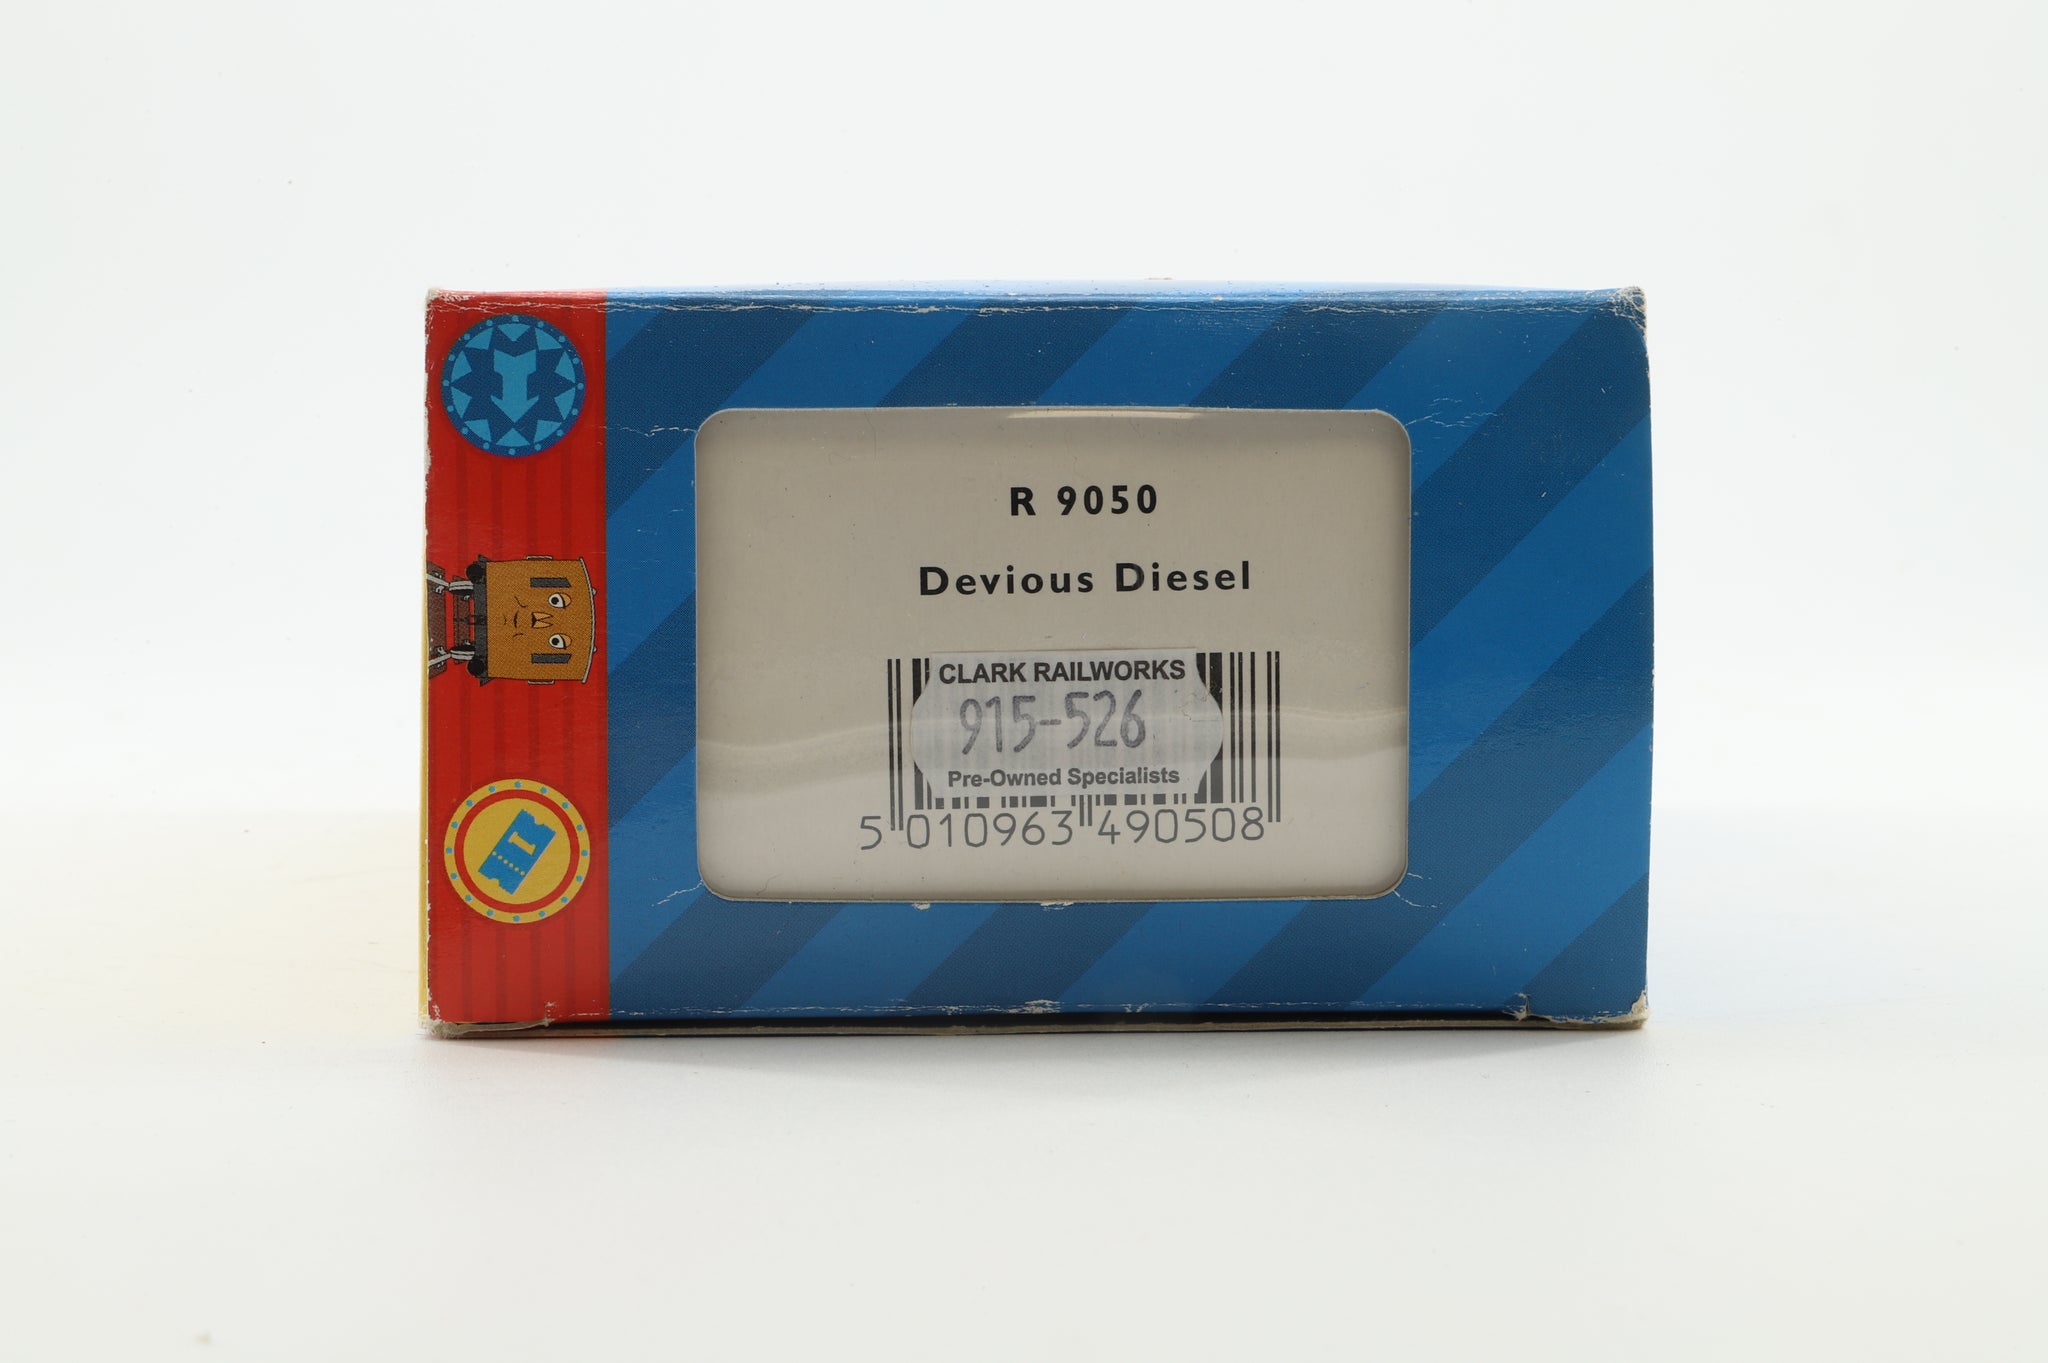 R 9050
Devious Diesel
CLARK RAILWORKS
915-526
Pre-Owned Specialists
5 010963 490508